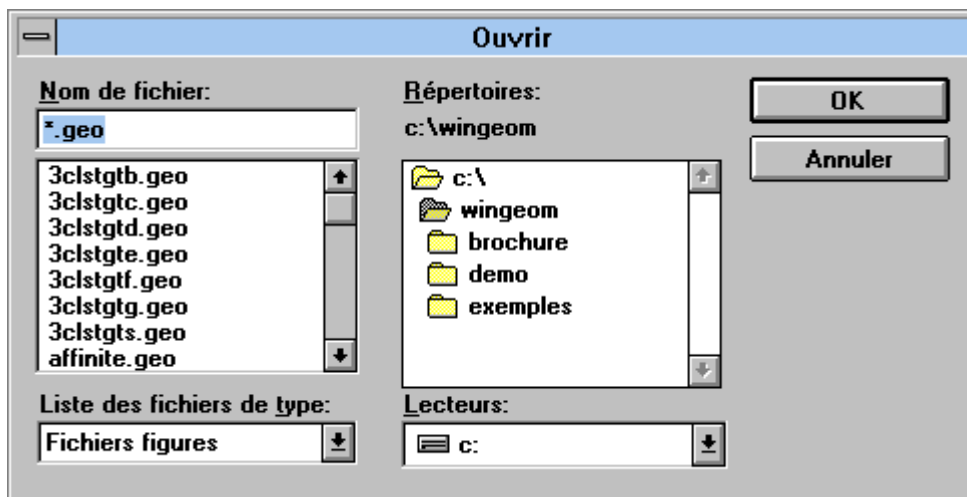 Ouvrir
Nom de fichier:
*.geo
3clstgtb.geo
3clstgtc.geo
3clstgtd.geo
3clstgte.geo
3clstgtf.geo
3clstgtg.geo
3clstgts.geo
affinite.geo
Liste des fichiers de type:
Fichiers figures
Répertoires:
c:\wingeom
c:\
wingeom
brochure
demo
exemples
Lecteurs:
c:
OK
Annuler